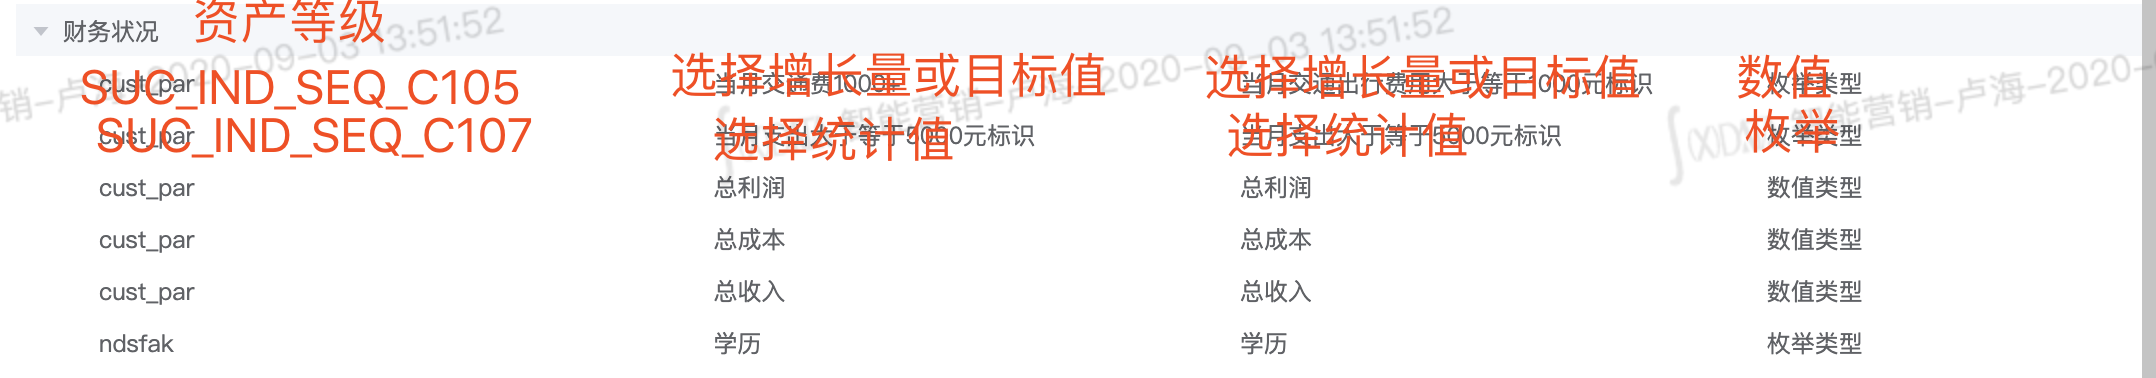 财务状况 资产等级
cust_par 当月交通费1000+ 当月交通出行费用大于等于1000元标识 枚举类型
SUC_IND_SEQ_C105 选择增长量或目标值 选择增长量或目标值 数值
cust_par 当月支出大于等于5000元标识 当月支出大于等于5000元标识 枚举类型
SUC_IND_SEQ_C107 选择统计值 选择统计值 枚举
cust_par 总利润 总利润 数值类型
cust_par 总成本 总成本 数值类型
cust_par 总收入 总收入 数值类型
ndsfak 学历 学历 枚举类型
销-卢海-2020-09-03 13:51:52
智能营销-卢海-2020-09-03 13:51:52
智能营销-卢海-2020-